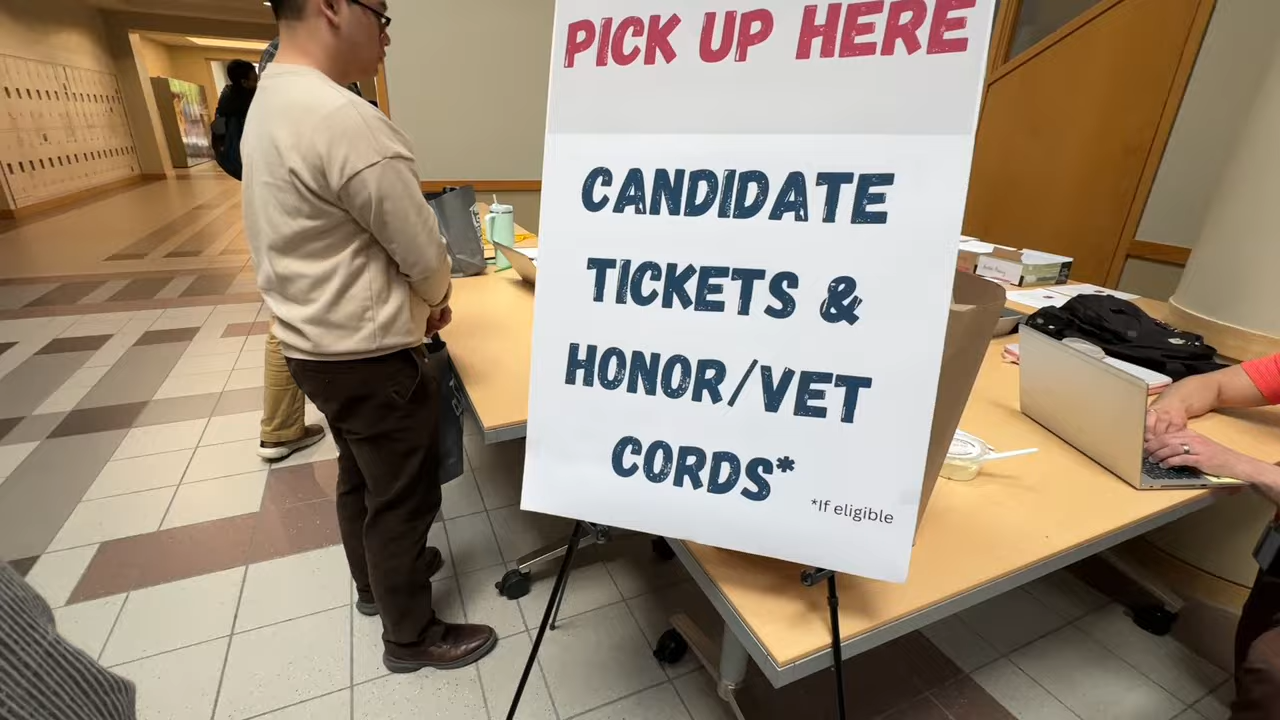 PICK UP HERE
CANDIDATE
TICKETS &
HONOR/VET
CORDS*
*If eligible